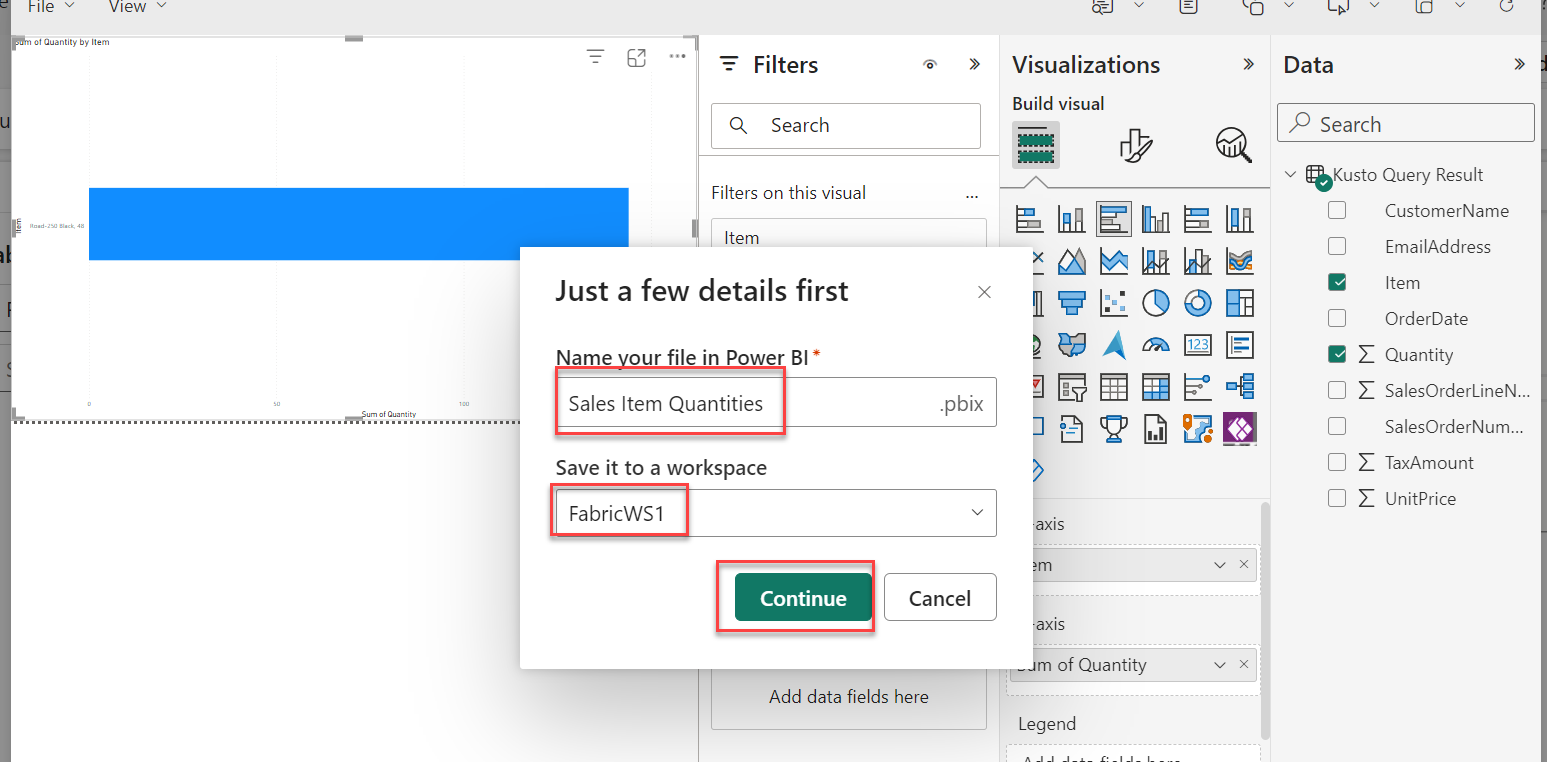 File
View
Sum of Quantity by Item
Item
Road-250 Black, 48
0
50
100
Sum of Quantity
Filters
Search
Filters on this visual
...
Item
Add data fields here
Just a few details first
Name your file in Power BI *
Sales Item Quantities
.pbix
Save it to a workspace
FabricWS1
Continue
Cancel
Visualizations
Build visual
123
-axis
em
-axis
Sum of Quantity
Legend
Add data fields here
Data
Search
Kusto Query Result
CustomerName
EmailAddress
Item
OrderDate
Σ Quantity
Σ SalesOrderLineN...
SalesOrderNum...
Σ TaxAmount
Σ UnitPrice